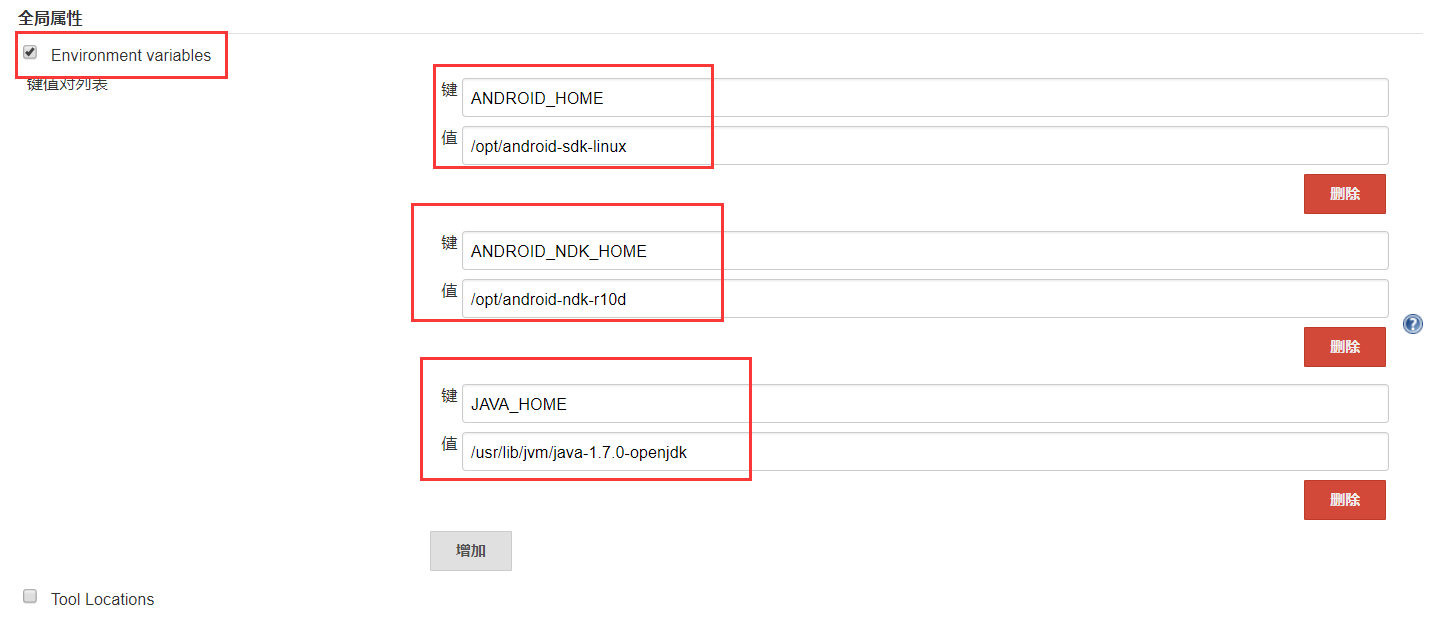 全局属性
Environment variables
键值对列表
键 ANDROID_HOME
值 /opt/android-sdk-linux
删除
键 ANDROID_NDK_HOME
值 /opt/android-ndk-r10d
删除
键 JAVA_HOME
值 /usr/lib/jvm/java-1.7.0-openjdk
删除
增加
Tool Locations